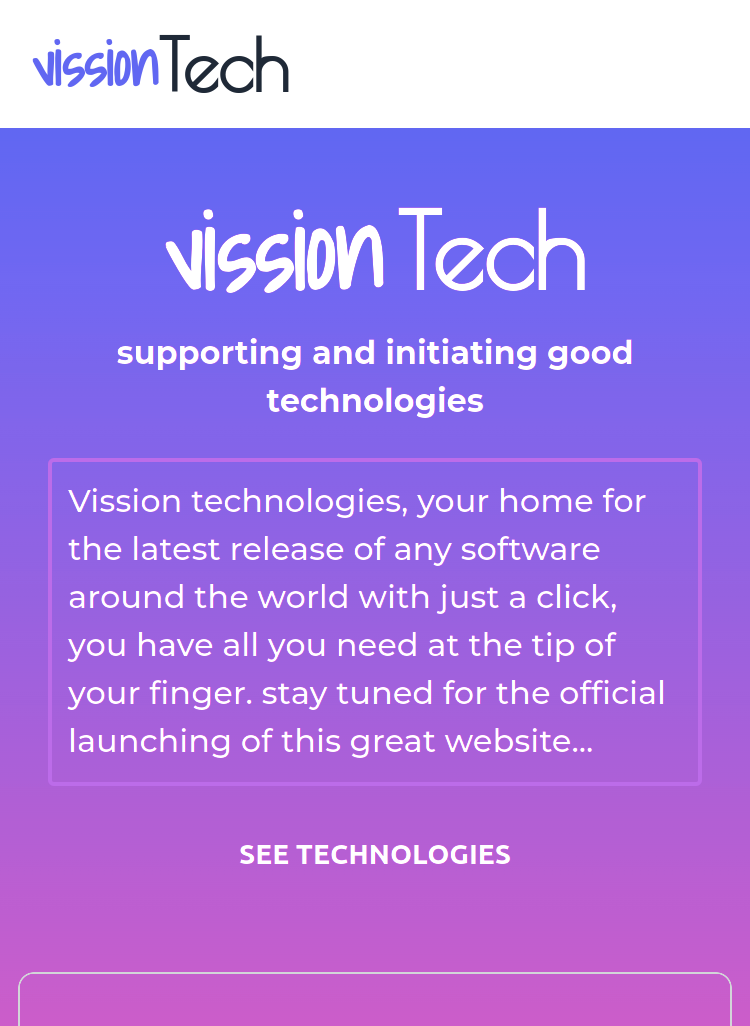 vission Tech
vission Tech
supporting and initiating good
technologies
Vission technologies, your home for
the latest release of any software
around the world with just a click,
you have all you need at the tip of
your finger. stay tuned for the official
launching of this great website...
SEE TECHNOLOGIES